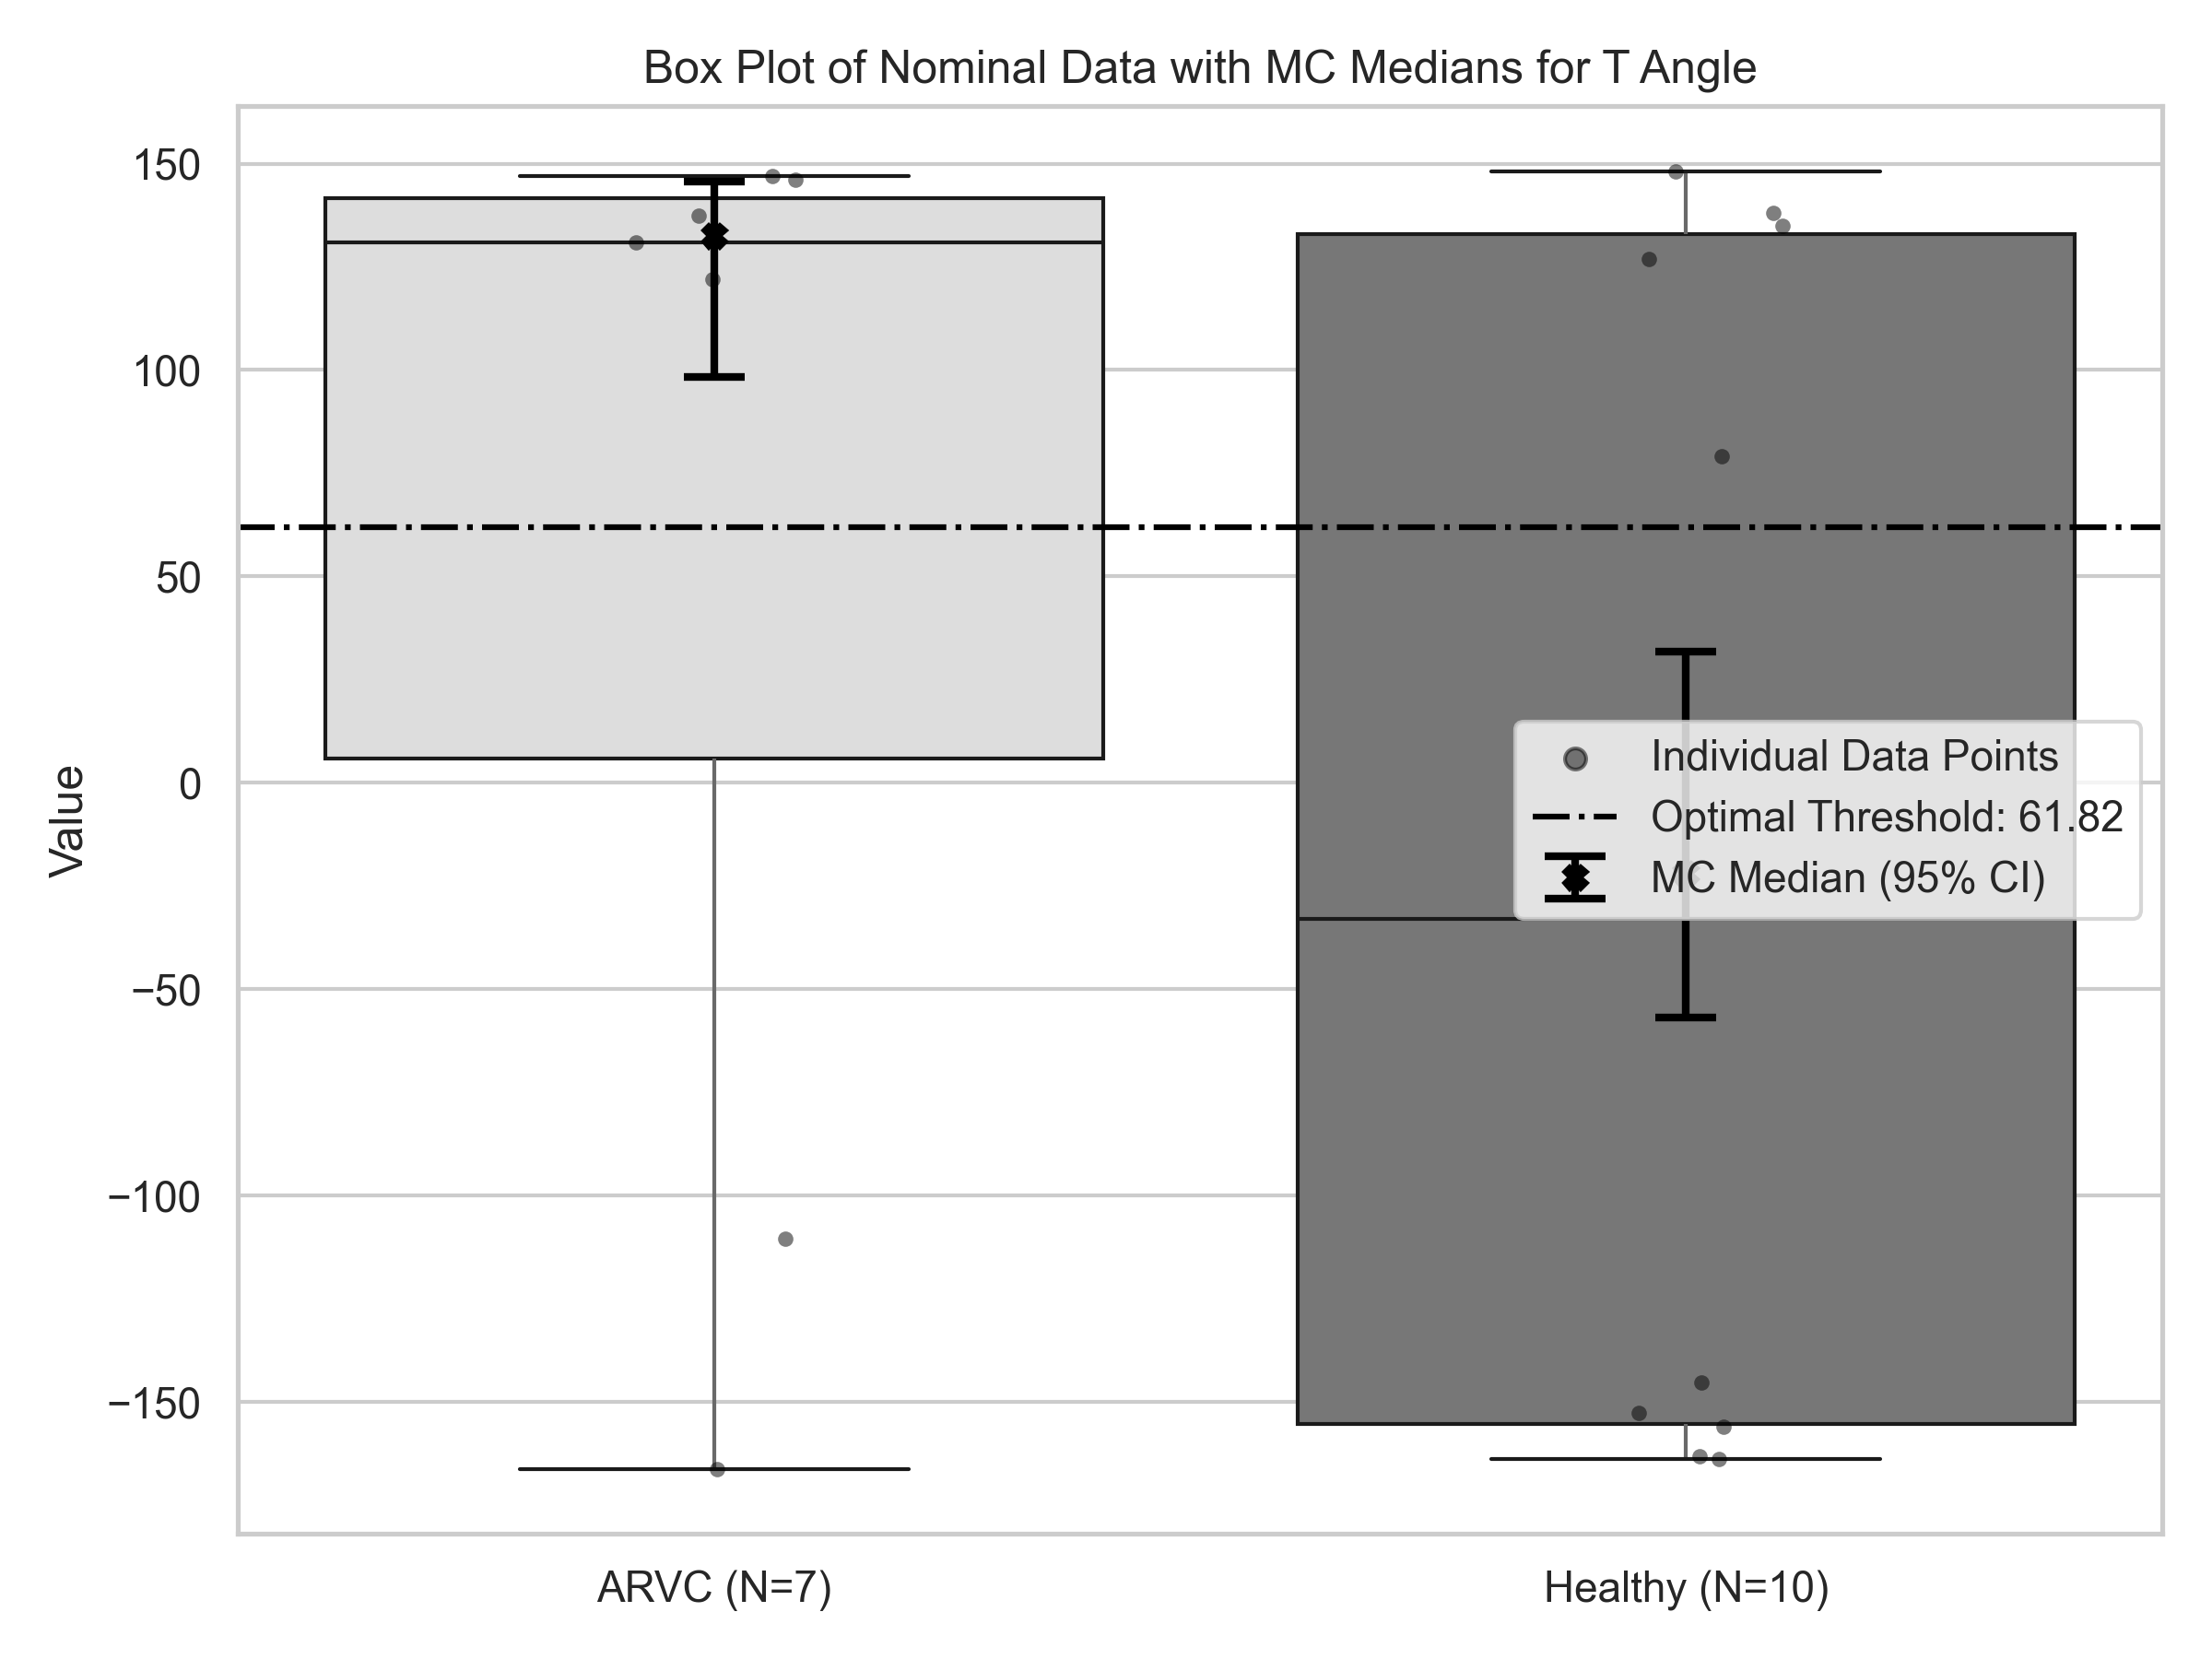 Box Plot of Nominal Data with MC Medians for T Angle
Value
150
100
50
0
−50
−100
−150
Individual Data Points
Optimal Threshold: 61.82
MC Median (95% CI)
ARVC (N=7)
Healthy (N=10)